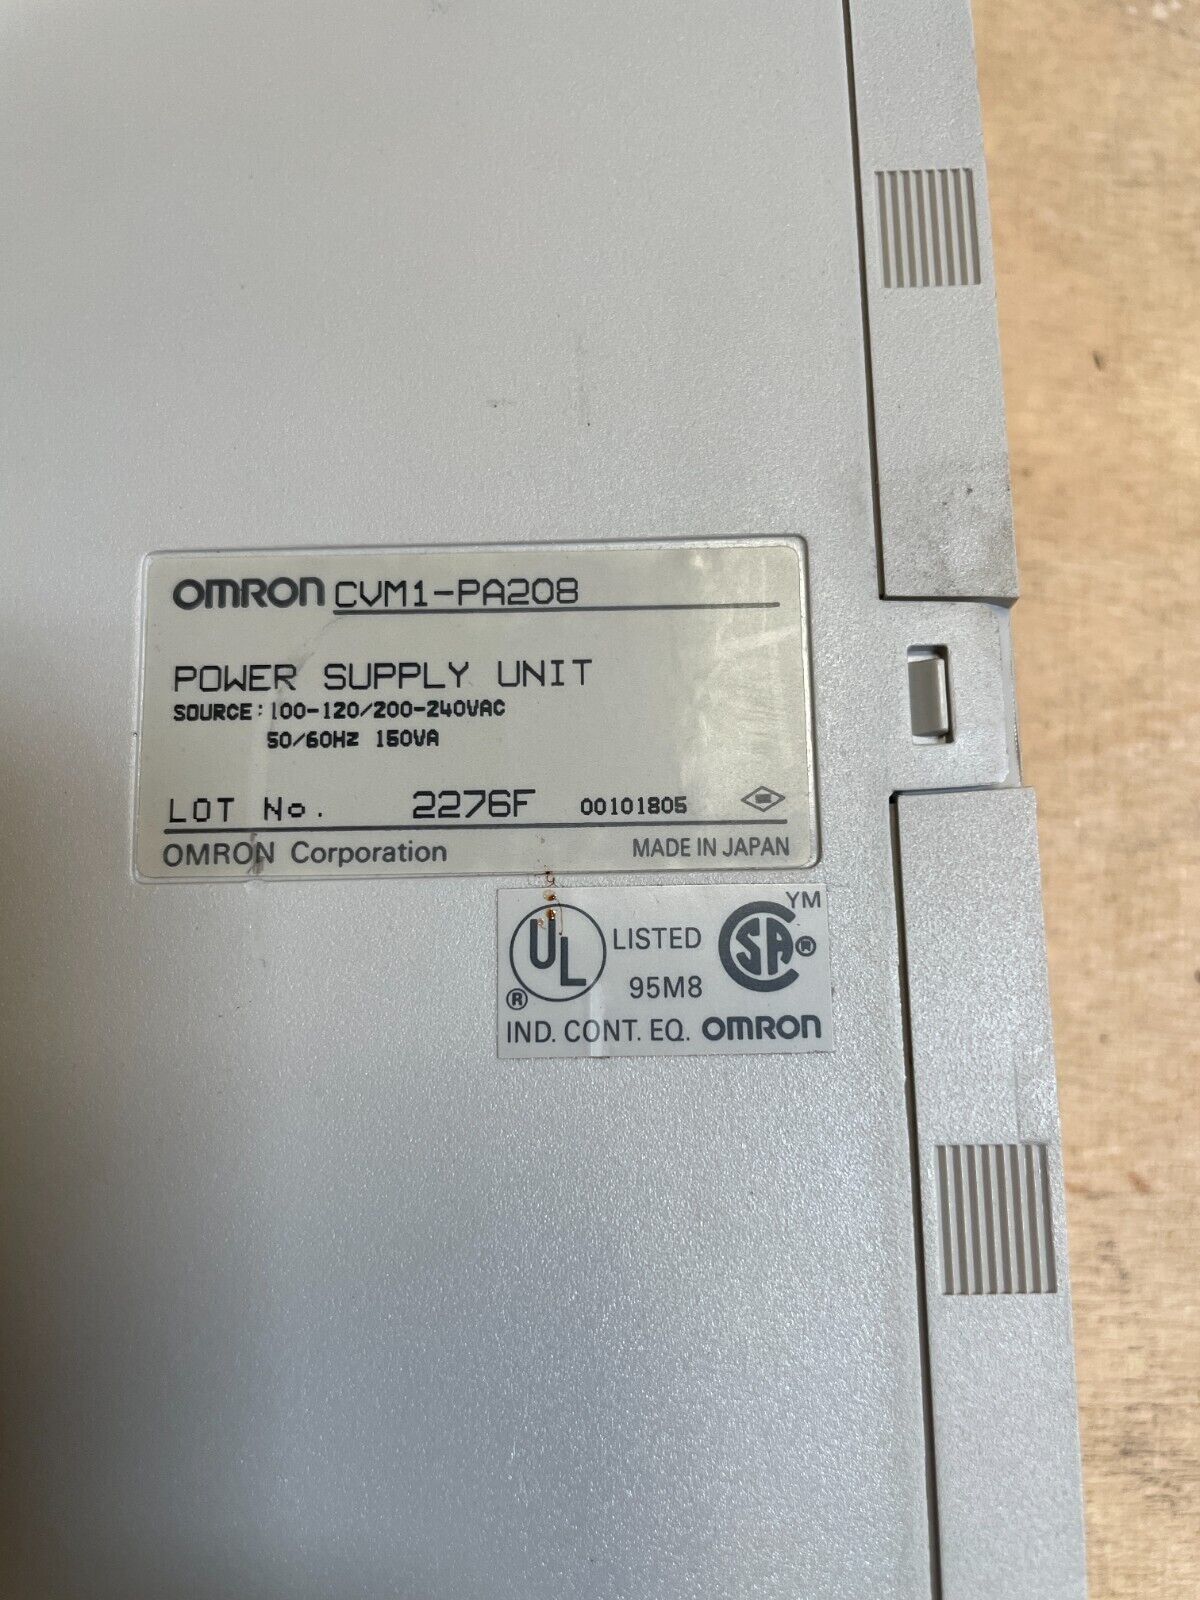 OMRON CVM1-PA208
POWER SUPPLY UNIT
SOURCE: 100-120/200-240VAC
50/60Hz 150VA
LOT No. 2276F 00101805
OMRON Corporation MADE IN JAPAN
YM
UL LISTED SA ®
® 95M8
IND. CONT. EQ. OMRON